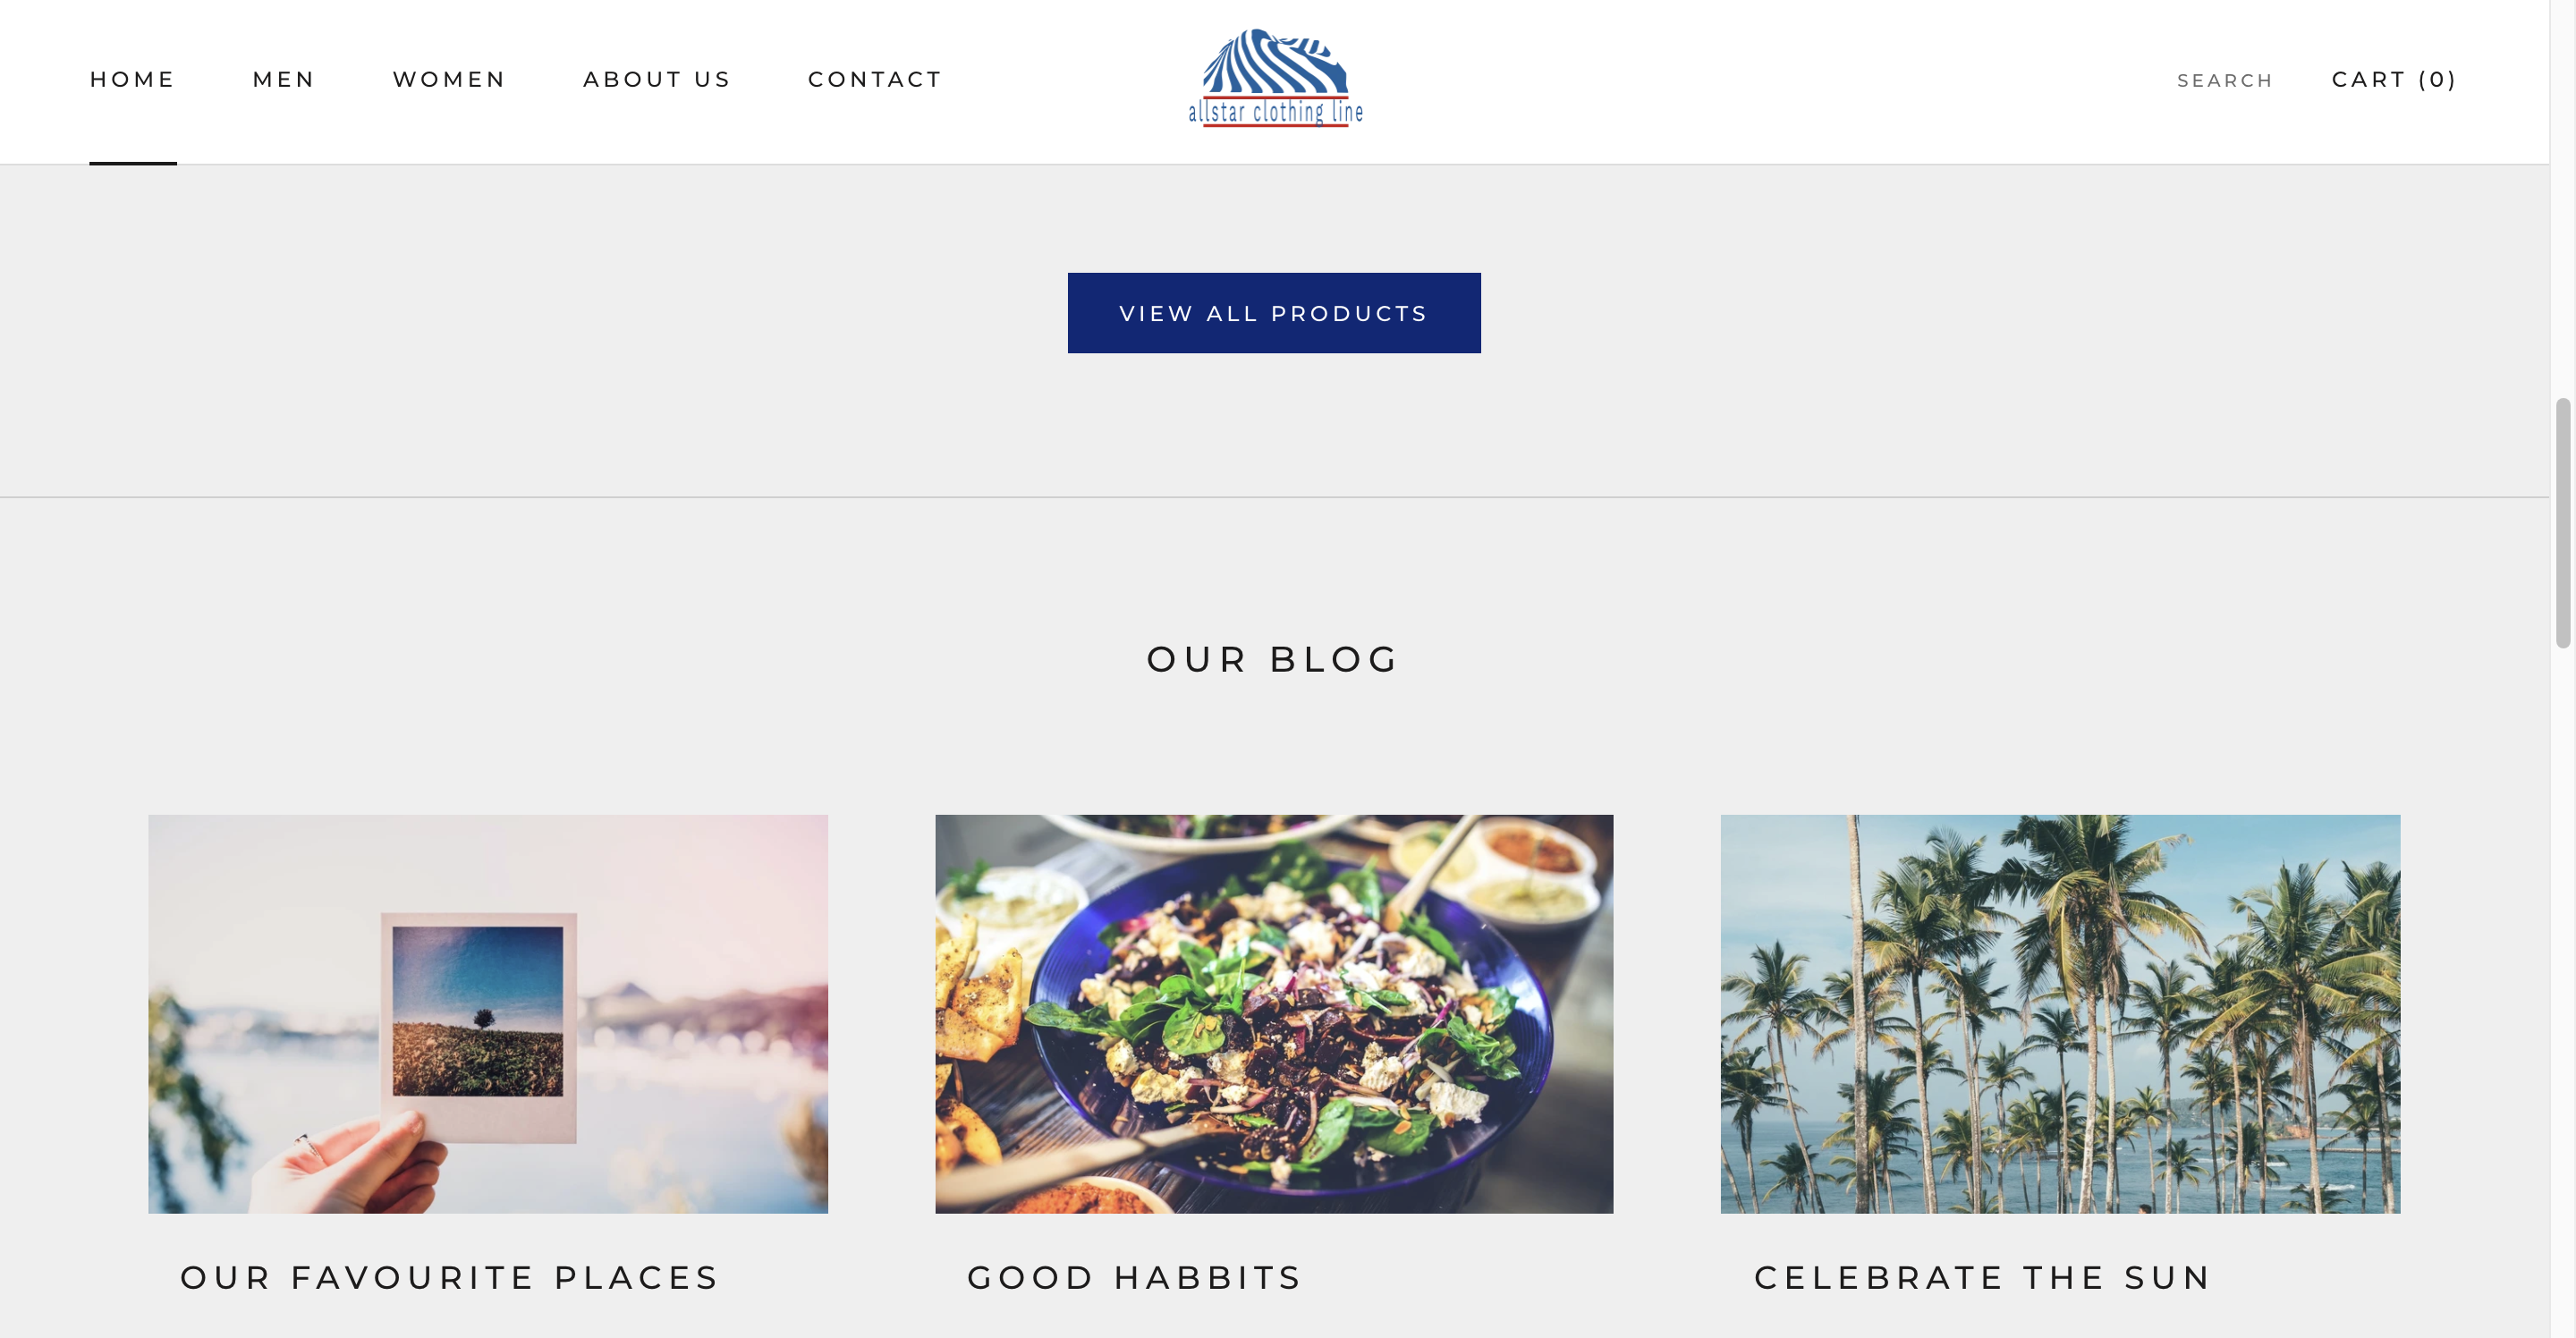 HOME MEN WOMEN ABOUT US CONTACT
allstar clothing line
SEARCH CART (0)
VIEW ALL PRODUCTS
OUR BLOG
OUR FAVOURITE PLACES
GOOD HABBITS
CELEBRATE THE SUN